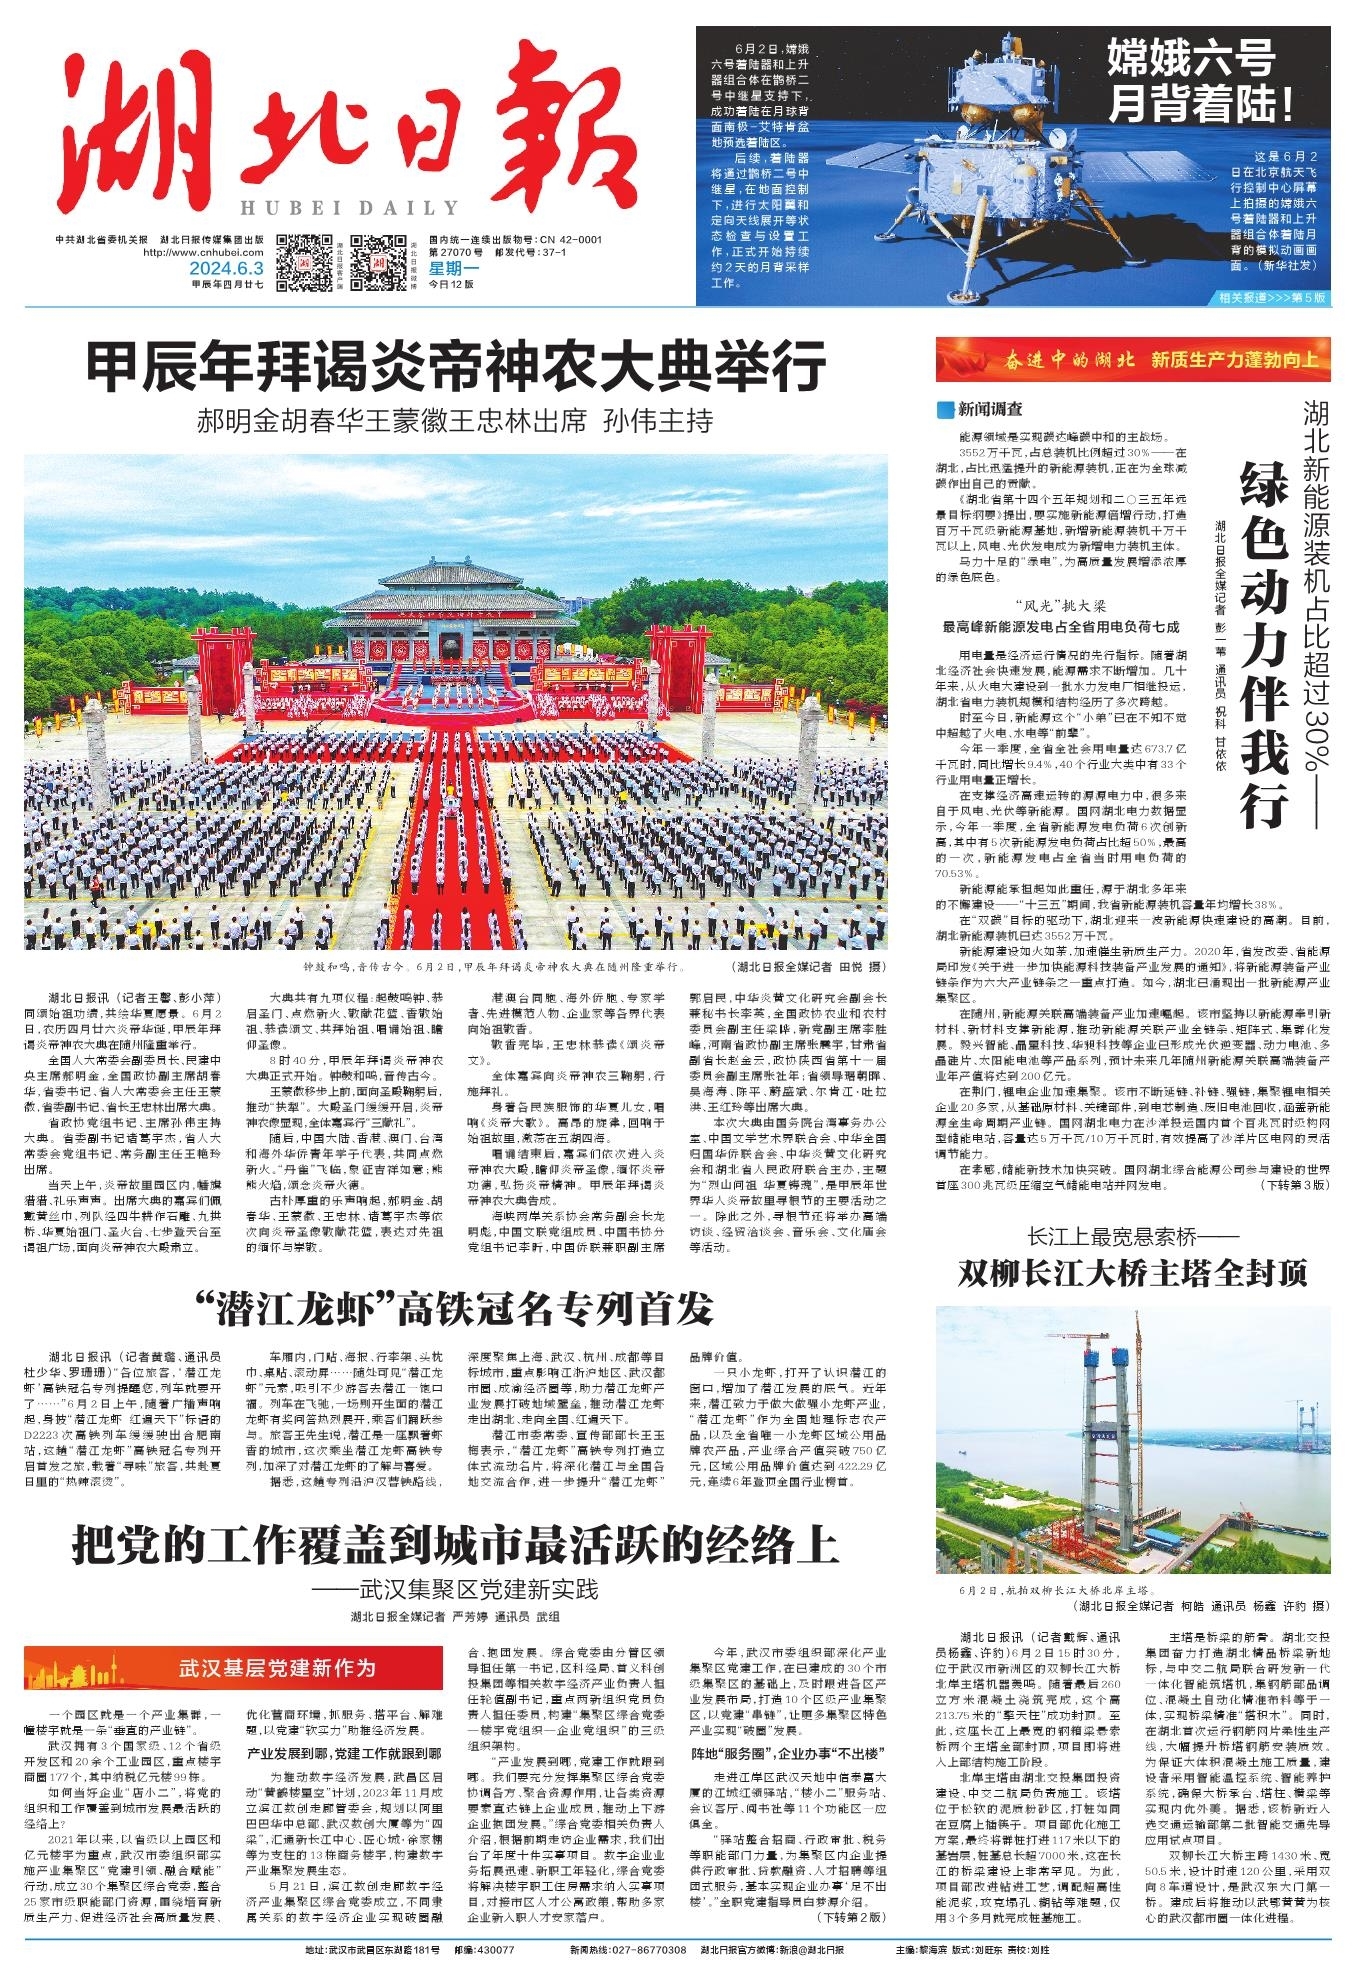 湖北日报
HUBEI DAILY
中共湖北省委机关报 湖北日报传媒集团出版
http://www.cnhubei.com
2024.6.3
甲辰年四月廿七
湖北日报客户端
湖北日报微博
国内统一连续出版物号:CN 42-0001
第27070号 邮发代号:37-1
星期一
今日12版
6月2日,嫦娥
六号着陆器和上升
器组合体在鹊桥二
号中继星支持下,
成功着陆在月球背
面南极-艾特肯盆
地预选着陆区。
后续,着陆器
将通过鹊桥二号中
继星,在地面控制
下,进行太阳翼和
定向天线展开等状
态检查与设置工
作,正式开始持续
约2天的月背采样
工作。
嫦娥六号
月背着陆!
这是6月2
日在北京航天飞
行控制中心屏幕
上拍摄的嫦娥六
号着陆器和上升
器组合体着陆月
背的模拟动画画
面。(新华社发)
相关报道>>>第5版
甲辰年拜谒炎帝神农大典举行
郝明金胡春华王蒙徽王忠林出席 孙伟主持
钟鼓和鸣,音传古今。6月2日,甲辰年拜谒炎帝神农大典在随州隆重举行。 (湖北日报全媒记者 田悦 摄)
湖北日报讯(记者王馨、彭小萍)
同颂始祖功绩,共绘华夏愿景。6月2
日,农历四月廿六炎帝华诞,甲辰年拜
谒炎帝神农大典在随州隆重举行。
全国人大常委会副委员长、民建中
央主席郝明金,全国政协副主席胡春
华,省委书记、省人大常委会主任王蒙
徽,省委副书记、省长王忠林出席大典。
省政协党组书记、主席孙伟主持
大典。省委副书记诸葛宇杰,省人大
常委会党组书记、常务副主任王艳玲
出席。
当天上午,炎帝故里园区内,幡旗
猎猎、礼乐声声。出席大典的嘉宾们佩
戴黄丝巾,列队经四牛耕作石雕、九拱
桥、华夏始祖门、圣火台、七步登天台至
谒祖广场,面向炎帝神农大殿肃立。
大典共有九项仪程:起鼓鸣钟、恭
启圣门、点燃新火、敬献花篮、香敬始
祖、恭读颂文、共拜始祖、唱诵始祖、瞻
仰圣像。
8时40分,甲辰年拜谒炎帝神农
大典正式开始。钟鼓和鸣,音传古今。
王蒙徽移步上前,面向圣殿鞠躬后,
推动“扶犁”。大殿圣门缓缓开启,炎帝
神农像显现,全体嘉宾行“三献礼”。
随后,中国大陆、香港、澳门、台湾
和海外华侨青年学子代表,共同点燃
新火。“丹雀”飞临,象征吉祥如意;熊
熊火焰,颂念炎帝火德。
古朴厚重的乐声响起,郝明金、胡
春华、王蒙徽、王忠林、诸葛宇杰等依
次向炎帝圣像敬献花篮,表达对先祖
的缅怀与崇敬。
港澳台同胞、海外侨胞、专家学
者、先进模范人物、企业家等各界代表
向始祖敬香。
敬香完毕,王忠林恭读《颂炎帝
文》。
全体嘉宾向炎帝神农三鞠躬,行
施拜礼。
身着各民族服饰的华夏儿女,唱
响《炎帝大歌》。高昂的旋律,回响于
始祖故里,激荡在五湖四海。
唱诵结束后,嘉宾们依次进入炎
帝神农大殿,瞻仰炎帝圣像,缅怀炎帝
功德,弘扬炎帝精神。甲辰年拜谒炎
帝神农大典告成。
海峡两岸关系协会常务副会长龙
明彪,中国文联党组成员、中国书协分
党组书记李昕,中国侨联兼职副主席
郭启民,中华炎黄文化研究会副会长
兼秘书长李英,全国政协农业和农村
委员会副主任梁晔,新党副主席李胜
峰,河南省政协副主席张震宇,甘肃省
副省长赵金云,政协陕西省第十一届
委员会副主席张社年;省领导琚朝晖、
吴海涛、陈平、蔚盛斌、尔肯江·吐拉
洪、王红玲等出席大典。
本次大典由国务院台湾事务办公
室、中国文学艺术界联合会、中华全国
归国华侨联合会、中华炎黄文化研究
会和湖北省人民政府联合主办,主题
为“烈山问祖 华夏铸魂”,是甲辰年世
界华人炎帝故里寻根节的主要活动之
一。除此之外,寻根节还将举办高端
访谈、经贸洽谈会、音乐会、文化庙会
等活动。
“潜江龙虾”高铁冠名专列首发
湖北日报讯(记者黄璐、通讯员
杜少华、罗珊珊)“各位旅客,‘潜江龙
虾’高铁冠名专列提醒您,列车就要开
了……”6月2日上午,随着广播声响
起,身披“潜江龙虾 红遍天下”标语的
D2223次高铁列车缓缓驶出合肥南
站,这趟“潜江龙虾”高铁冠名专列开
启首发之旅,载着“寻味”旅客,共赴夏
日里的“热辣滚烫”。
车厢内,门贴、海报、行李架、头枕
巾、桌贴、滚动屏……随处可见“潜江龙
虾”元素,吸引不少游客去潜江一饱口
福。列车在飞驰,一场别开生面的潜江
龙虾有奖问答热烈展开,乘客们踊跃参
与。旅客王先生说,潜江是一座飘着虾
香的城市,这次乘坐潜江龙虾高铁专
列,加深了对潜江龙虾的了解与喜爱。
据悉,这趟专列沿沪汉蓉铁路线,
深度聚焦上海、武汉、杭州、成都等目
标城市,重点影响江浙沪地区、武汉都
市圈、成渝经济圈等,助力潜江龙虾产
业发展打破地域壁垒,推动潜江龙虾
走出湖北、走向全国、红遍天下。
潜江市委常委、宣传部部长王玉
梅表示,“潜江龙虾”高铁专列打造立
体式流动名片,将深化潜江与全国各
地交流合作,进一步提升“潜江龙虾”
品牌价值。
一只小龙虾,打开了认识潜江的
窗口,增加了潜江发展的底气。近年
来,潜江致力于做大做强小龙虾产业,
“潜江龙虾”作为全国地理标志农产
品,以及全省唯一小龙虾区域公用品
牌农产品,产业综合产值突破750亿
元,区域公用品牌价值达到422.29亿
元,连续6年登顶全国行业榜首。
把党的工作覆盖到城市最活跃的经络上
——武汉集聚区党建新实践
湖北日报全媒记者 严芳婷 通讯员 武组
武汉基层党建新作为
一个园区就是一个产业集群,一
幢楼宇就是一条“垂直的产业链”。
武汉拥有3个国家级、12个省级
开发区和20余个工业园区,重点楼宇
商圈177个,其中纳税亿元楼99栋。
如何当好企业“店小二”,将党的
组织和工作覆盖到城市发展最活跃的
经络上?
2021年以来,以省级以上园区和
亿元楼宇为重点,武汉市委组织部实
施产业集聚区“党建引领、融合赋能”
行动,成立30个集聚区综合党委,整合
25家市级职能部门资源,围绕培育新
质生产力、促进经济社会高质量发展、
优化营商环境,抓服务、搭平台、解难
题,以党建“软实力”助推经济发展。
产业发展到哪,党建工作就跟到哪
为推动数字经济发展,武昌区启
动“黄鹤楼星空”计划,2023年11月成
立滨江数创走廊管委会,规划以阿里
巴巴华中总部、武汉数创大厦等为“四
梁”,汇通新长江中心、匠心城·徐家棚
等为支柱的13栋商务楼宇,构建数字
产业集聚发展生态。
5月21日,滨江数创走廊数字经
济产业集聚区综合党委成立,不同隶
属关系的数字经济企业实现破圈融
合、抱团发展。综合党委由分管区领
导担任第一书记,区科经局、首义科创
投集团等相关数字经济产业负责人担
任轮值副书记,重点两新组织党员负
责人担任委员,构建“集聚区综合党委
—楼宇党组织—企业党组织”的三级
组织架构。
“产业发展到哪,党建工作就跟到
哪。我们要充分发挥集聚区综合党委
协调各方、聚合资源作用,让各类资源
要素直达链上企业成员,推动上下游
企业抱团发展。”综合党委相关负责人
介绍,根据前期走访企业需求,我们出
台了年度十件实事项目。数字企业业
务拓展迅速、新职工年轻化,综合党委
将解决楼宇职工住房需求纳入实事项
目,对接市区人才公寓政策,帮助多家
企业新入职人才安家落户。
今年,武汉市委组织部深化产业
集聚区党建工作,在已建成的30个市
级集聚区的基础上,及时跟进各区产
业发展布局,打造10个区级产业集聚
区,以党建“串链”,让更多集聚区特色
产业实现“破圈”发展。
阵地“服务圈”,企业办事“不出楼”
走进江岸区武汉天地中信泰富大
厦的江城红领驿站,“楼小二”服务站、
会议客厅、阅书社等11个功能区一应
俱全。
“驿站整合招商、行政审批、税务
等职能部门力量,为集聚区内企业提
供行政审批、贷款融资、人才招聘等组
团式服务,基本实现企业办事‘足不出
楼’。”全职党建指导员白梦源介绍。
(下转第2版)
奋进中的湖北 新质生产力蓬勃向上
新闻调查
湖北新能源装机占比超过30%——
绿色动力伴我行
湖北日报全媒记者 彭一苇 通讯员 祝科 甘依依
能源领域是实现碳达峰碳中和的主战场。
3552万千瓦,占总装机比例超过30%——在
湖北,占比迅猛提升的新能源装机,正在为全球减
碳作出自己的贡献。
《湖北省第十四个五年规划和二〇三五年远
景目标纲要》提出,要实施新能源倍增行动,打造
百万千瓦级新能源基地,新增新能源装机千万千
瓦以上,风电、光伏发电成为新增电力装机主体。
马力十足的“绿电”,为高质量发展增添浓厚
的绿色底色。
“风光”挑大梁
最高峰新能源发电占全省用电负荷七成
用电量是经济运行情况的先行指标。随着湖
北经济社会快速发展,能源需求不断增加。几十
年来,从火电大建设到一批水力发电厂相继投运,
湖北省电力装机规模和结构经历了多次跨越。
时至今日,新能源这个“小弟”已在不知不觉
中超越了火电、水电等“前辈”。
今年一季度,全省全社会用电量达673.7亿
千瓦时,同比增长9.4%,40个行业大类中有33个
行业用电量正增长。
在支撑经济高速运转的源源电力中,很多来
自于风电、光伏等新能源。国网湖北电力数据显
示,今年一季度,全省新能源发电负荷6次创新
高,其中有5次新能源发电负荷占比超50%,最高
的一次,新能源发电占全省当时用电负荷的
70.53%。
新能源能承担起如此重任,源于湖北多年来
的不懈建设——“十三五”期间,我省新能源装机容量年均增长38%。
在“双碳”目标的驱动下,湖北迎来一波新能源快速建设的高潮。目前,
湖北新能源装机已达3552万千瓦。
新能源建设如火如荼,加速催生新质生产力。2020年,省发改委、省能源
局印发《关于进一步加快能源科技装备产业发展的通知》,将新能源装备产业
链条作为六大产业链条之一重点打造。如今,湖北已涌现出一批新能源产业
集聚区。
在随州,新能源关联高端装备产业加速崛起。该市坚持以新能源牵引新
材料、新材料支撑新能源,推动新能源关联产业全链条、矩阵式、集群化发
展。毅兴智能、晶星科技、华昶科技等企业已形成光伏逆变器、动力电池、多
晶硅片、太阳能电池等产品系列,预计未来几年随州新能源关联高端装备产
业年产值将达到200亿元。
在荆门,锂电企业加速集聚。该市不断延链、补链、强链,集聚锂电相关
企业20多家,从基础原材料、关键部件,到电芯制造、废旧电池回收,涵盖新能
源全生命周期产业链。国网湖北电力在沙洋投运国内首个百兆瓦时级构网
型储能电站,容量达5万千瓦/10万千瓦时,有效提高了沙洋片区电网的灵活
调节能力。
在孝感,储能新技术加快突破。国网湖北综合能源公司参与建设的世界
首座300兆瓦级压缩空气储能电站并网发电。 (下转第3版)
长江上最宽悬索桥——
双柳长江大桥主塔全封顶
6月2日,航拍双柳长江大桥北岸主塔。
(湖北日报全媒记者 柯皓 通讯员 杨鑫 许钧 摄)
湖北日报讯(记者戴辉、通讯
员杨鑫、许钧)6月2日15时30分,
位于武汉市新洲区的双柳长江大桥
北岸主塔机器轰鸣。随着最后260
立方米混凝土浇筑完成,这个高
213.75米的“擎天柱”成功封顶。至
此,这座长江上最宽的钢箱梁悬索
桥两个主塔全部封顶,项目即将进
入上部结构施工阶段。
北岸主塔由湖北交投集团投资
建设、中交二航局负责施工。该塔
位于松软的泥质粉砂区,打桩如同
在豆腐上插筷子。项目部优化施工
方案,最终将群桩打进117米以下的
基岩层,桩基总长超7000米,这在长
江的桥梁建设上非常罕见。为此,
项目部改进钻进工艺,调配超高性
能泥浆,攻克塌孔、糊钻等难题,仅
用3个多月就完成桩基施工。
主塔是桥梁的筋骨。湖北交投
集团奋力打造湖北精品桥梁新地
标,与中交二航局联合研发新一代
一体化智能筑塔机,集钢筋部品调
位、混凝土自动化精准布料等于一
体,实现桥梁精准“搭积木”。同时,
在湖北首次运行钢筋网片柔性生产
线,大幅提升桥塔钢筋安装质效。
为保证大体积混凝土施工质量,建
设者采用智能温控系统、智能养护
系统,确保大桥承台、塔柱、横梁等
实现内优外美。据悉,该桥新近入
选交通运输部第二批智能交通先导
应用试点项目。
双柳长江大桥主跨1430米、宽
50.5米,设计时速120公里,采用双
向8车道设计,是武汉东大门第一
桥。建成后将推动以武鄂黄黄为核
心的武汉都市圈一体化进程。
地址:武汉市武昌区东湖路181号 邮编:430077 新闻热线:027-86770308 湖北日报官方微博:新浪@湖北日报 主编:黎海滨 版式:刘旺东 责校:刘胜